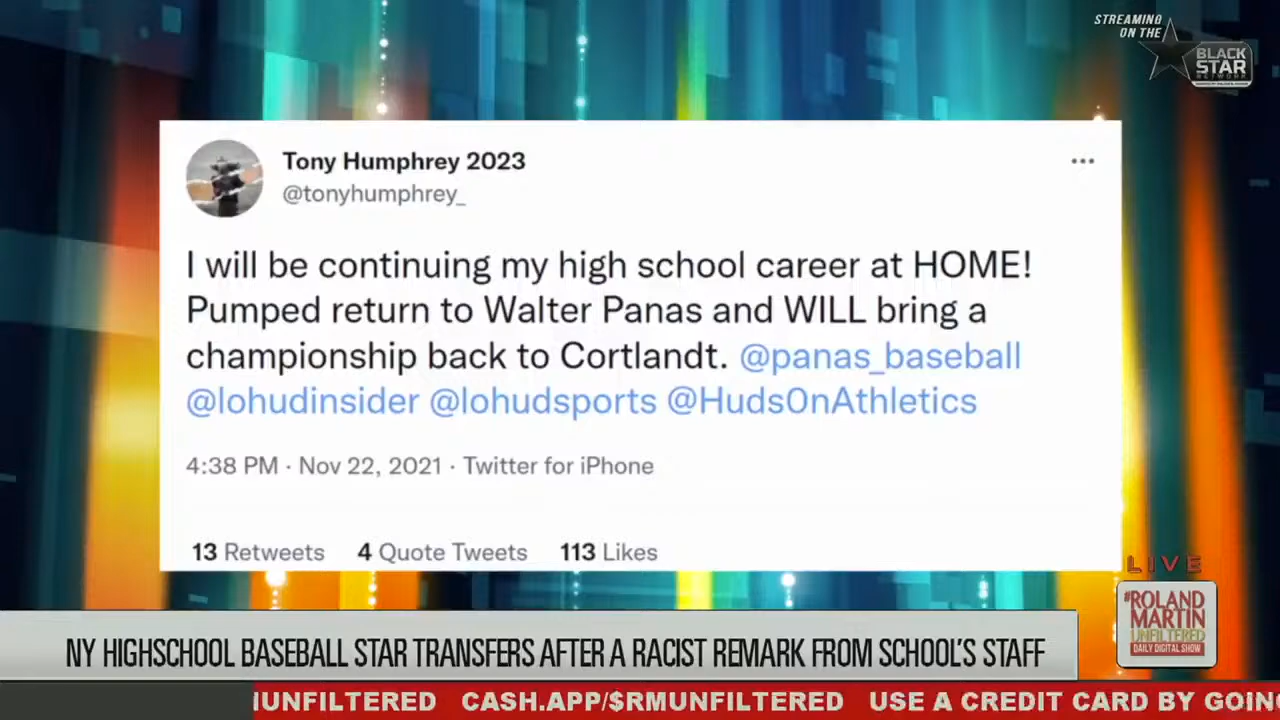 STREAMING
ON THE
BLACK
STAR
NETWORK
Tony Humphrey 2023
@tonyhumphrey_
I will be continuing my high school career at HOME!
Pumped return to Walter Panas and WILL bring a
championship back to Cortlandt. @panas_baseball
@lohudinsider @lohudsports @HudsOnAthletics
4:38 PM · Nov 22, 2021 · Twitter for iPhone
13 Retweets 4 Quote Tweets 113 Likes
LIVE
#ROLAND
MARTIN
UNFILTERED
DAILY DIGITAL SHOW
NY HIGHSCHOOL BASEBALL STAR TRANSFERS AFTER A RACIST REMARK FROM SCHOOL'S STAFF
UNFILTERED CASH.APP/$RMUNFILTERED USE A CREDIT CARD BY GOIN